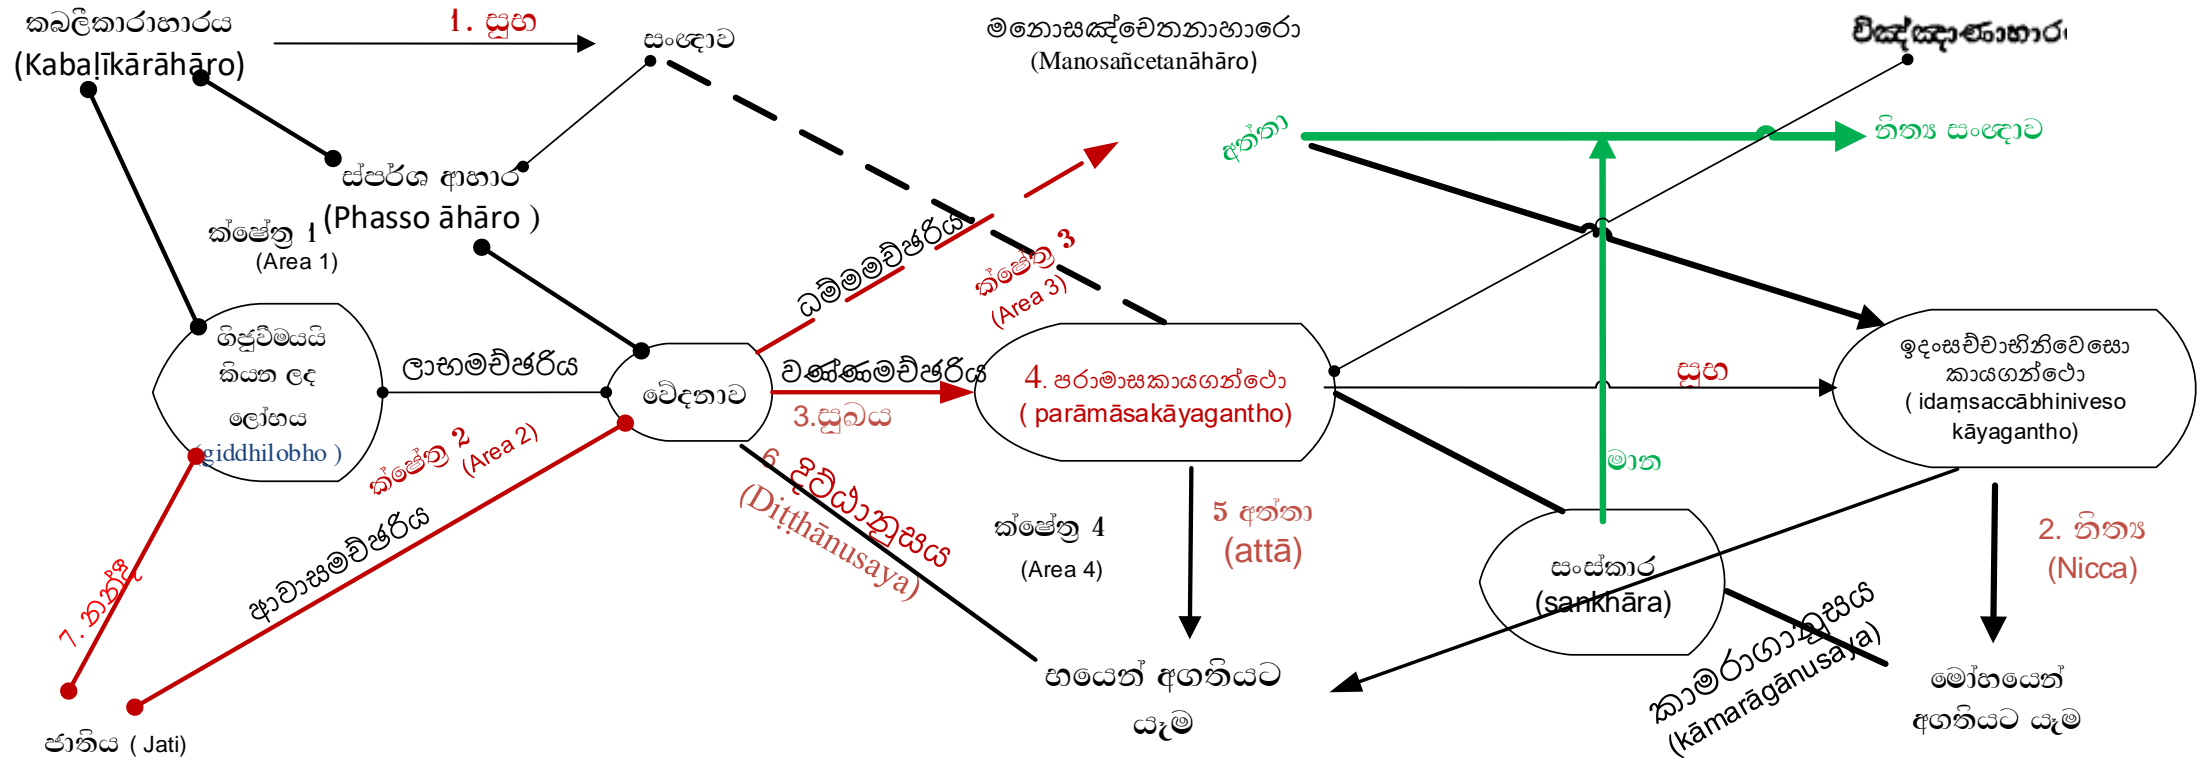 කබලීකාරාහාරය
(Kabaḷīkārāhāro)
1. සුභ
සංඥාව
මනොසඤ්චෙතනාහාරො
(Manosañcetanāhāro)
විඤ්ඤාණාහාර
අත්තා
නිත්‍ය සංඥාව
ස්පර්ශ ආහාර
(Phasso āhāro )
ක්ෂේත්‍ර 1
(Area 1)
ධම්මමච්ඡරිය
ක්ෂේත්‍ර 3
(Area 3)
ගිජුවීමයයි
කියන ලද
ලෝභය
(giddhilobho )
ලාභමච්ඡරිය
වේදනාව
වණ්ණමච්ඡරිය
3.සුඛය
4. පරාමාසකායගන්ථො
( parāmāsakāyagantho)
සුභ
ඉදංසච්චාභිනිවෙසො
කායගන්ථො
( idaṃsaccābhiniveso
kāyagantho)
ක්ෂේත්‍ර 2
(Area 2)
ආවාසමච්ඡරිය
6. දිට්ඨානුසය
(Diṭṭhānusaya)
ක්ෂේත්‍ර 4
(Area 4)
5 අත්තා
(attā)
මාන
සංස්කාර
(sankhāra)
2. නිත්‍ය
(Nicca)
7. නන්දි
කාමරාගානුසය
(kāmarāgānusaya)
භයෙන් අගතියට
යෑම
මෝහයෙන්
අගතියට යෑම
ජාතිය ( Jati)